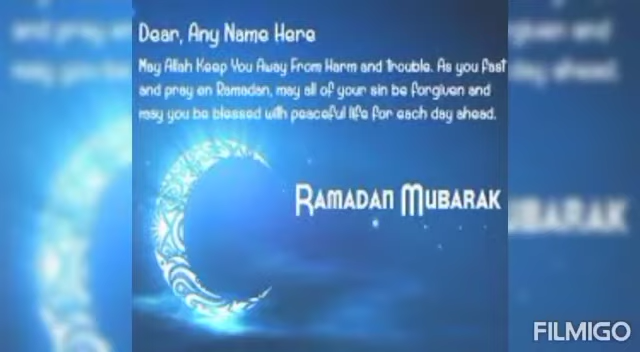 Dear, Any Name Here
May Allah Keep You Away From Harm and trouble. As you fast
and pray en Ramadan, may all of your sin be forgiven and
may you be blessed with peaceful life for each day ahead.
RAMADAN MUBARAK
FILMIGO